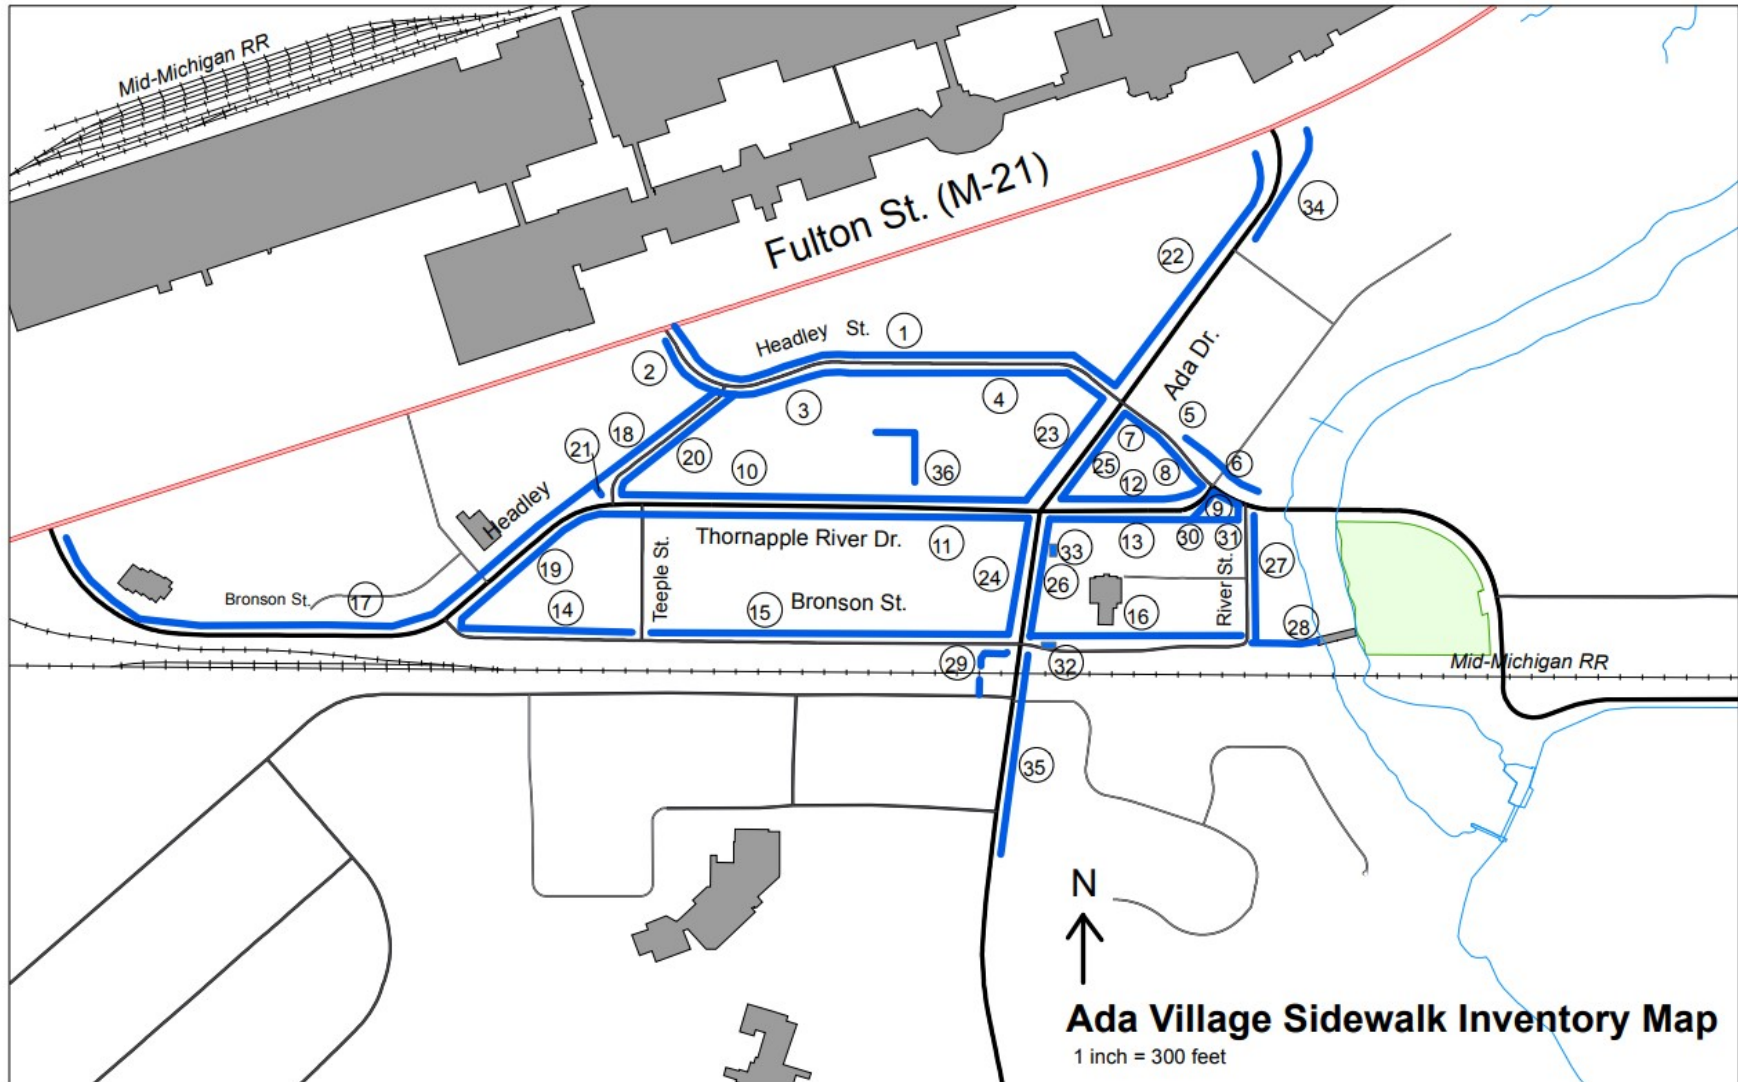 Mid-Michigan RR
34
Fulton St. (M-21)
22
Headley St.
1
2
Ada Dr.
3
4
5
18
21
23
7
20
10
36
25
8
6
12
Headley
9
Thornapple River Dr.
11
33
13
30
31
19
Teeple St.
24
26
River St.
27
Bronson St.
17
14
15
Bronson St.
16
28
29
32
Mid-Michigan RR
35
N
Ada Village Sidewalk Inventory Map
1 inch = 300 feet